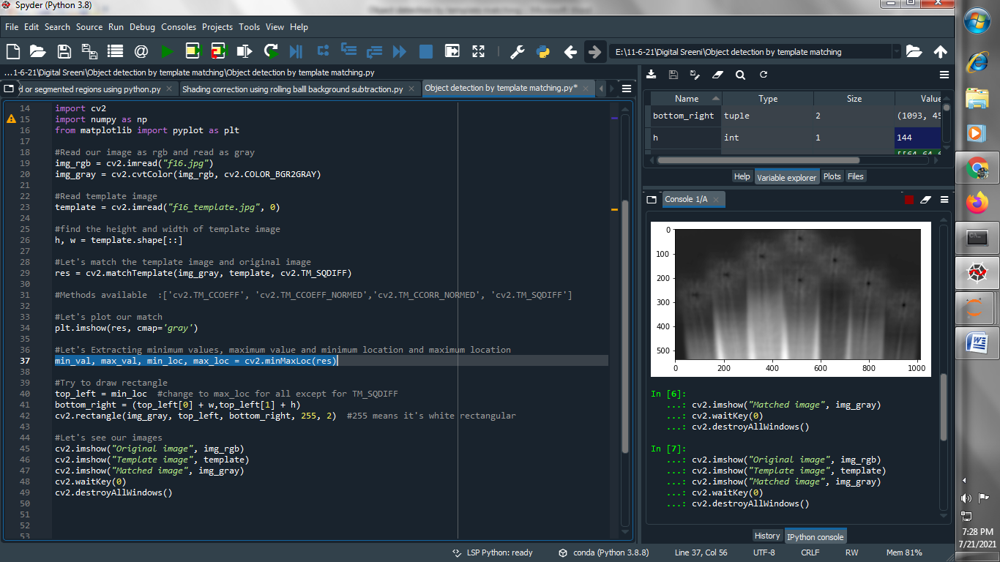 Spyder (Python 3.8)
File Edit Search Source Run Debug Consoles Projects Tools View Help
E:\11-6-21\Digital Sreeni\Object detection by template matching
...1-6-21\Digital Sreeni\Object detection by template matching\Object detection by template matching.py
d or segmented regions using python.py
Shading correction using rolling balll background subtraction.py
Object detection by template matching.py*
14 import cv2
15 import numpy as np
16 from matplotlib import pyplot as plt
17
18 #Read our image as rgb and read as gray
19 img_rgb = cv2.imread("f16.jpg")
20 img_gray = cv2.cvtColor(img_rgb, cv2.COLOR_BGR2GRAY)
21
22 #Read template image
23 template = cv2.imread("f16_template.jpg", 0)
24
25 #find the height and width of template image
26 h, w = template.shape[::]
27
28 #Let's match the template image and original image
29 res = cv2.matchTemplate(img_gray, template, cv2.TM_SQDIFF)
30
31 #Methods available  :['cv2.TM_CCOEFF', 'cv2.TM_CCOEFF_NORMED','cv2.TM_CCORR_NORMED', 'cv2.TM_SQDIFF']
32
33 #Let's plot our match
34 plt.imshow(res, cmap='gray')
35
36 #Let's Extracting minimum values, maximum value and minimum location and maximum location
37 min_val, max_val, min_loc, max_loc = cv2.minMaxLoc(res)
38
39 #Try to draw rectangle
40 top_left = min_loc  #change to max_loc for all except for TM_SQDIFF
41 bottom_right = (top_left[0] + w,top_left[1] + h)
42 cv2.rectangle(img_gray, top_left, bottom_right, 255, 2)  #255 means it's white rectangular
43
44 #Let's see our images
45 cv2.imshow("Original image", img_rgb)
46 cv2.imshow("Template image", template)
47 cv2.imshow("Matched image", img_gray)
48 cv2.waitKey(0)
49 cv2.destroyAllWindows()
50
51
52
53
Name Type Size Value
bottom_right tuple 2 (1093, 45
h int 1 144
Help Variable explorer Plots Files
Console 1/A
0
100
200
300
400
500
0 200 400 600 800 1000
In [6]:
...: cv2.imshow("Matched image", img_gray)
...: cv2.waitKey(0)
...: cv2.destroyAllWindows()
In [7]:
...: cv2.imshow("Original image", img_rgb)
...: cv2.imshow("Template image", template)
...: cv2.imshow("Matched image", img_gray)
...: cv2.waitKey(0)
...: cv2.destroyAllWindows()
History IPython console
LSP Python: ready conda (Python 3.8.8) Line 37, Col 56 UTF-8 CRLF RW Mem 81%
7:28 PM
7/21/2021